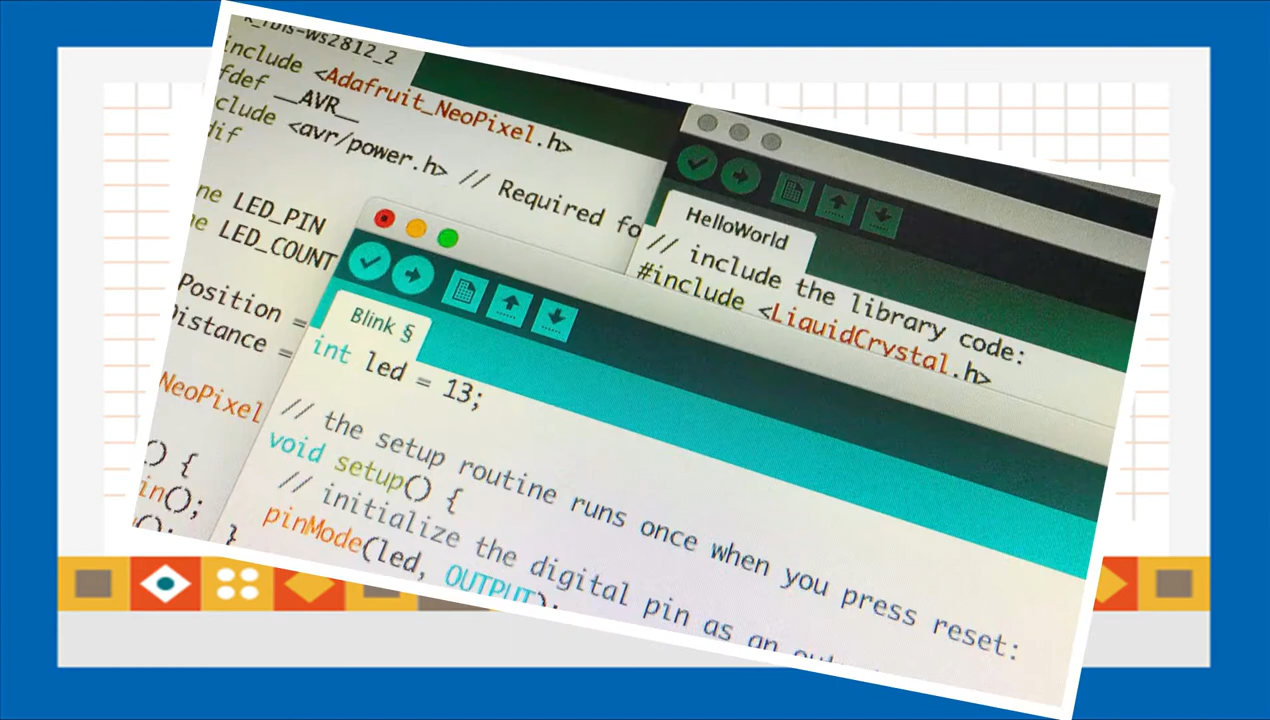 include <Adafruit_NeoPixel.h>
fdef __AVR__
clude <avr/power.h> // Required fo
dif
ne LED_PIN
ne LED_COUNT
Position =
Distance =
NeoPixel
() {
in();
();
}
HelloWorld
// include the library code:
#include <LiquidCrystal.h>
Blink §
int led = 13;
// the setup routine runs once when you press reset:
void setup() {
// initialize the digital pin as an
pinMode(led, OUTPUT);